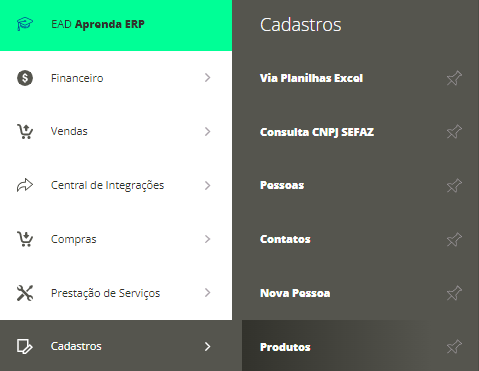 EAD Aprenda ERP
Financeiro
Vendas
Central de Integrações
Compras
Prestação de Serviços
Cadastros
Cadastros
Via Planilhas Excel
Consulta CNPJ SEFAZ
Pessoas
Contatos
Nova Pessoa
Produtos